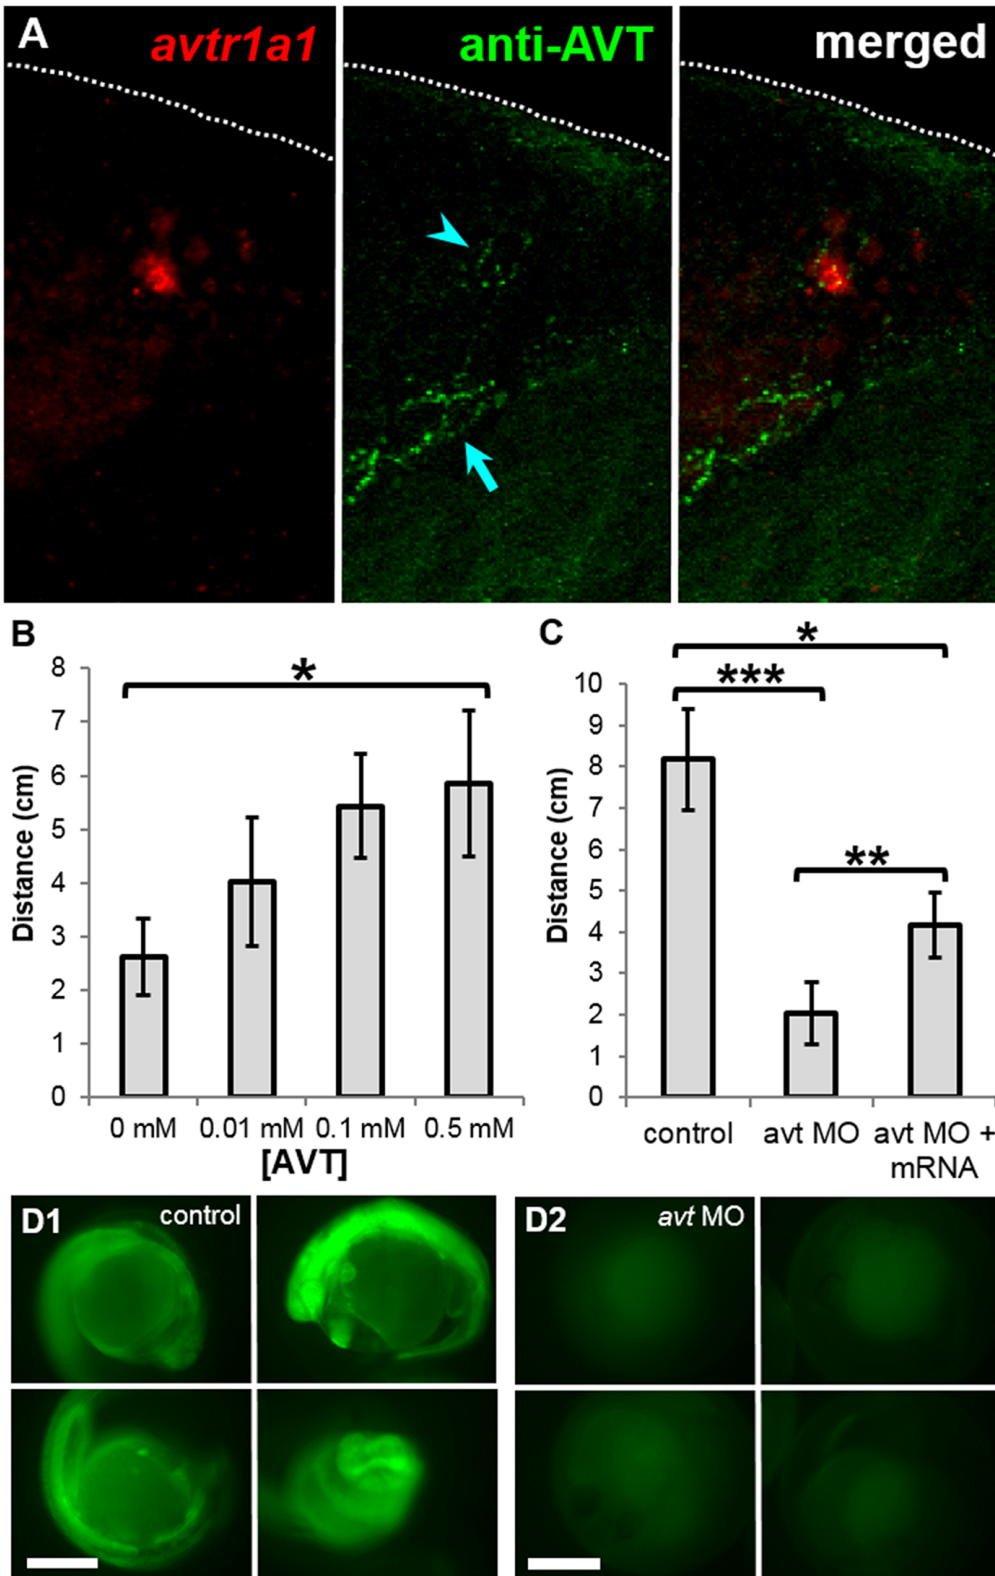 A
avtr1a1
anti-AVT
merged
B
8
7
6
5
4
3
2
1
0
Distance (cm)
*
0 mM 0.01 mM 0.1 mM 0.5 mM
[AVT]
C
10
9
8
7
6
5
4
3
2
1
0
Distance (cm)
*
***
**
control avt MO avt MO +
mRNA
D1 control
D2 avt MO